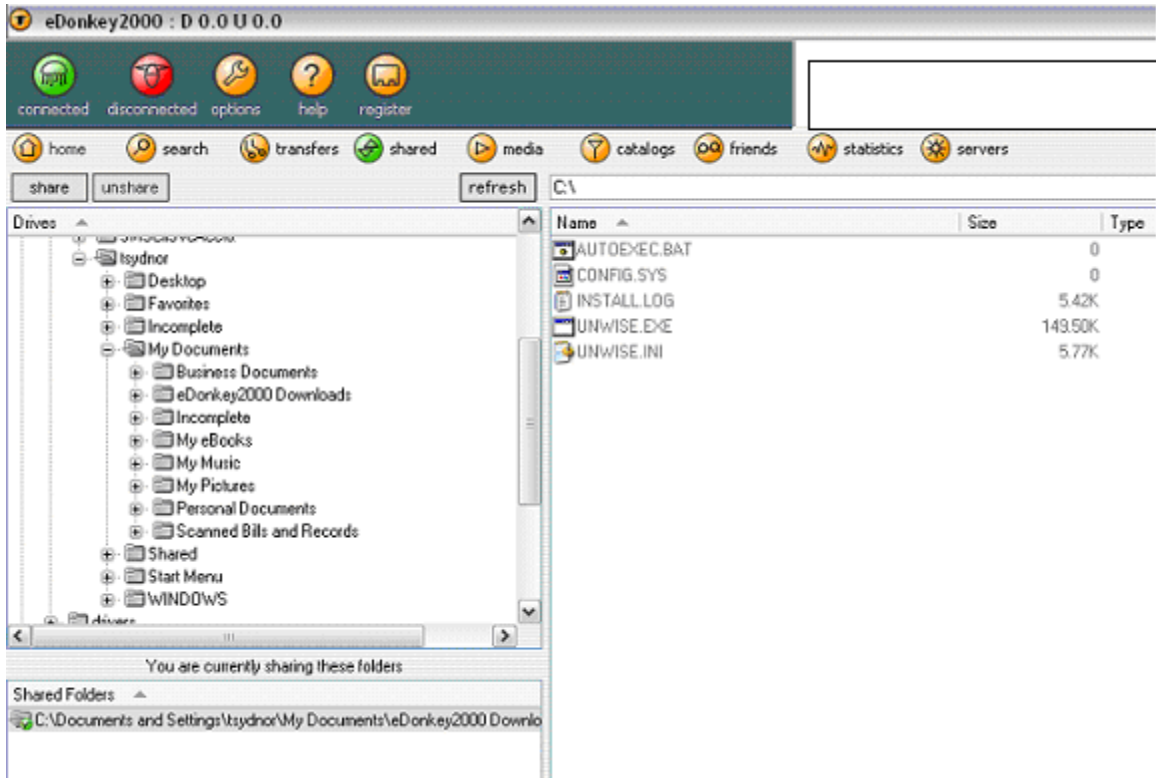 eDonkey2000 : D 0.0 U 0.0
connected disconnected options help register
home search transfers shared media catalogs friends statistics servers
share unshare refresh C:\
Drives
tsydnor
Desktop
Favorites
Incomplete
My Documents
Business Documents
eDonkey2000 Downloads
Incomplete
My eBooks
My Music
My Pictures
Personal Documents
Scanned Bills and Records
Shared
Start Menu
WINDOWS
drivers
You are currently sharing these folders
Shared Folders
C:\Documents and Settings\tsydnor\My Documents\eDonkey2000 Downlo
Name Size Type
AUTOEXEC.BAT 0
CONFIG.SYS 0
INSTALL.LOG 5.42K
UNWISE.EXE 149.50K
UNWISE.INI 5.77K